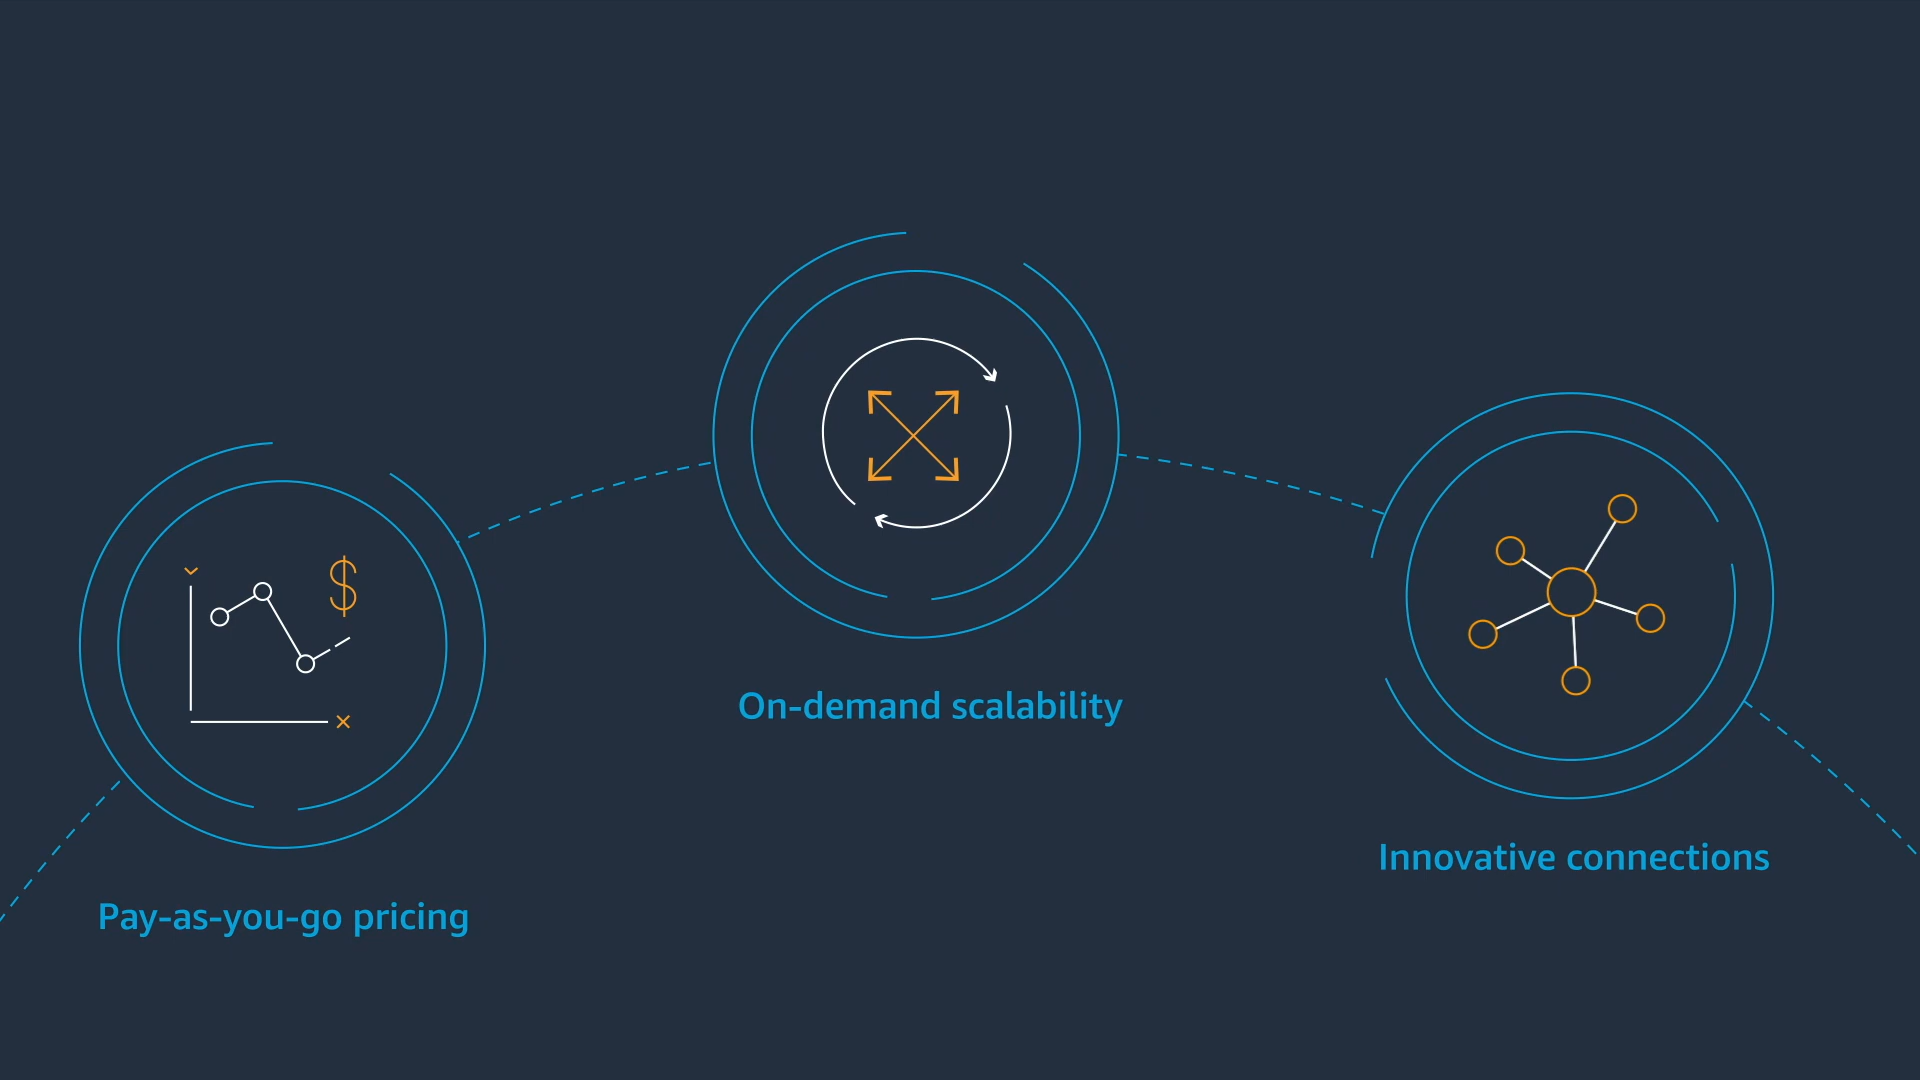 Pay-as-you-go pricing
On-demand scalability
Innovative connections
$